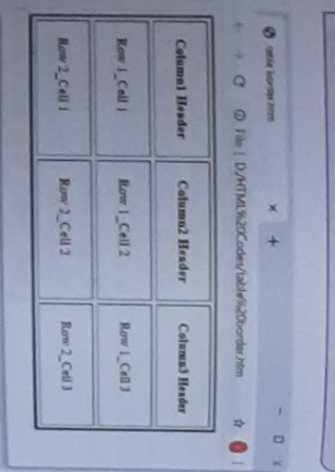 table border.htm
File | D:/HTML%20Codes/table%20border.htm
Column1 Header Column2 Header Column3 Header
Row 1_Cell 1 Row 1_Cell 2 Row 1_Cell 3
Row 2_Cell 1 Row 2_Cell 2 Row 2_Cell 3